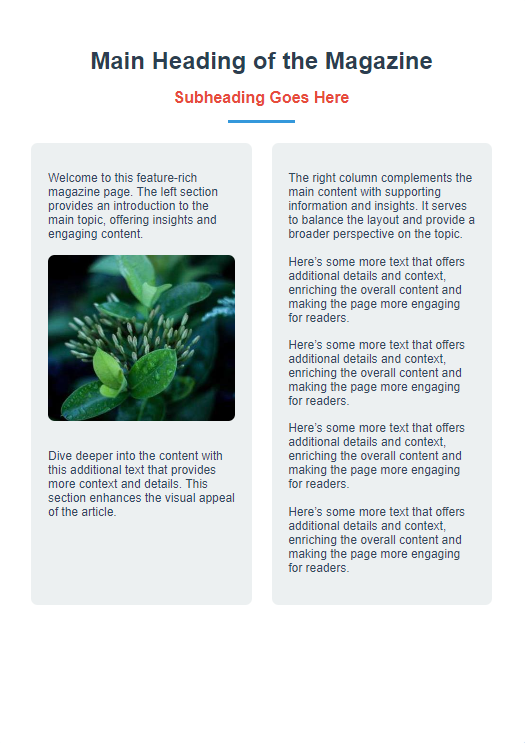 Main Heading of the Magazine
Subheading Goes Here
Welcome to this feature-rich
magazine page. The left section
provides an introduction to the
main topic, offering insights and
engaging content.
Dive deeper into the content with
this additional text that provides
more context and details. This
section enhances the visual appeal
of the article.
The right column complements the
main content with supporting
information and insights. It serves
to balance the layout and provide a
broader perspective on the topic.
Here's some more text that offers
additional details and context,
enriching the overall content and
making the page more engaging
for readers.
Here's some more text that offers
additional details and context,
enriching the overall content and
making the page more engaging
for readers.
Here's some more text that offers
additional details and context,
enriching the overall content and
making the page more engaging
for readers.
Here's some more text that offers
additional details and context,
enriching the overall content and
making the page more engaging
for readers.